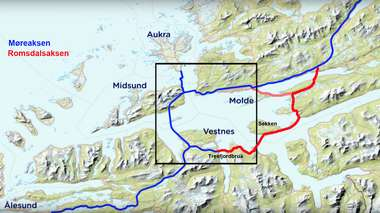 Aukra
Møreaksen
Romsdalsaksen
Midsund
Molde
Sekken
Vestnes
Tresfjordbrua
Ålesund